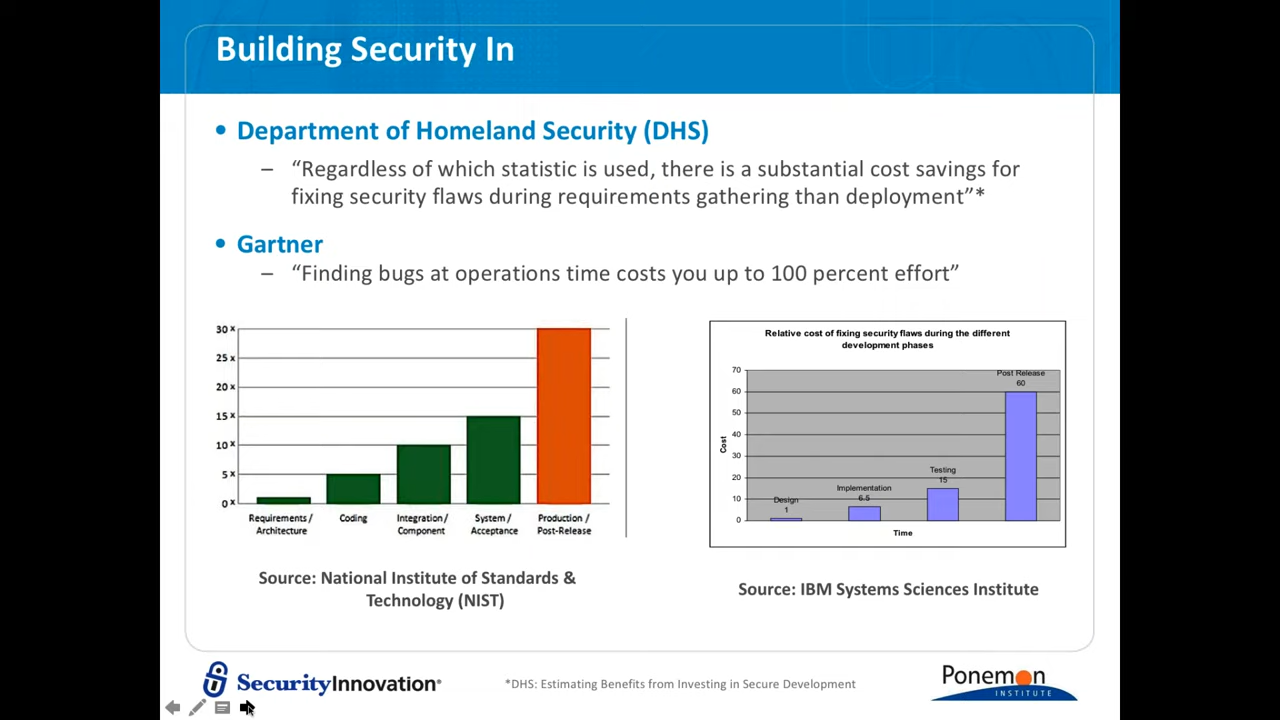 Building Security In
• Department of Homeland Security (DHS)
– “Regardless of which statistic is used, there is a substantial cost savings for
fixing security flaws during requirements gathering than deployment”*
• Gartner
– “Finding bugs at operations time costs you up to 100 percent effort”
30 x
25 x
20 x
15 x
10 x
5 x
0 x
Requirements / Architecture
Coding
Integration / Component
System / Acceptance
Production / Post-Release
Source: National Institute of Standards &
Technology (NIST)
Relative cost of fixing security flaws during the different
development phases
Cost
70
60
50
40
30
20
10
0
Design
1
Implementation
6.5
Testing
15
Post Release
60
Time
Source: IBM Systems Sciences Institute
SecurityInnovation®
*DHS: Estimating Benefits from Investing in Secure Development
Ponemon
INSTITUTE